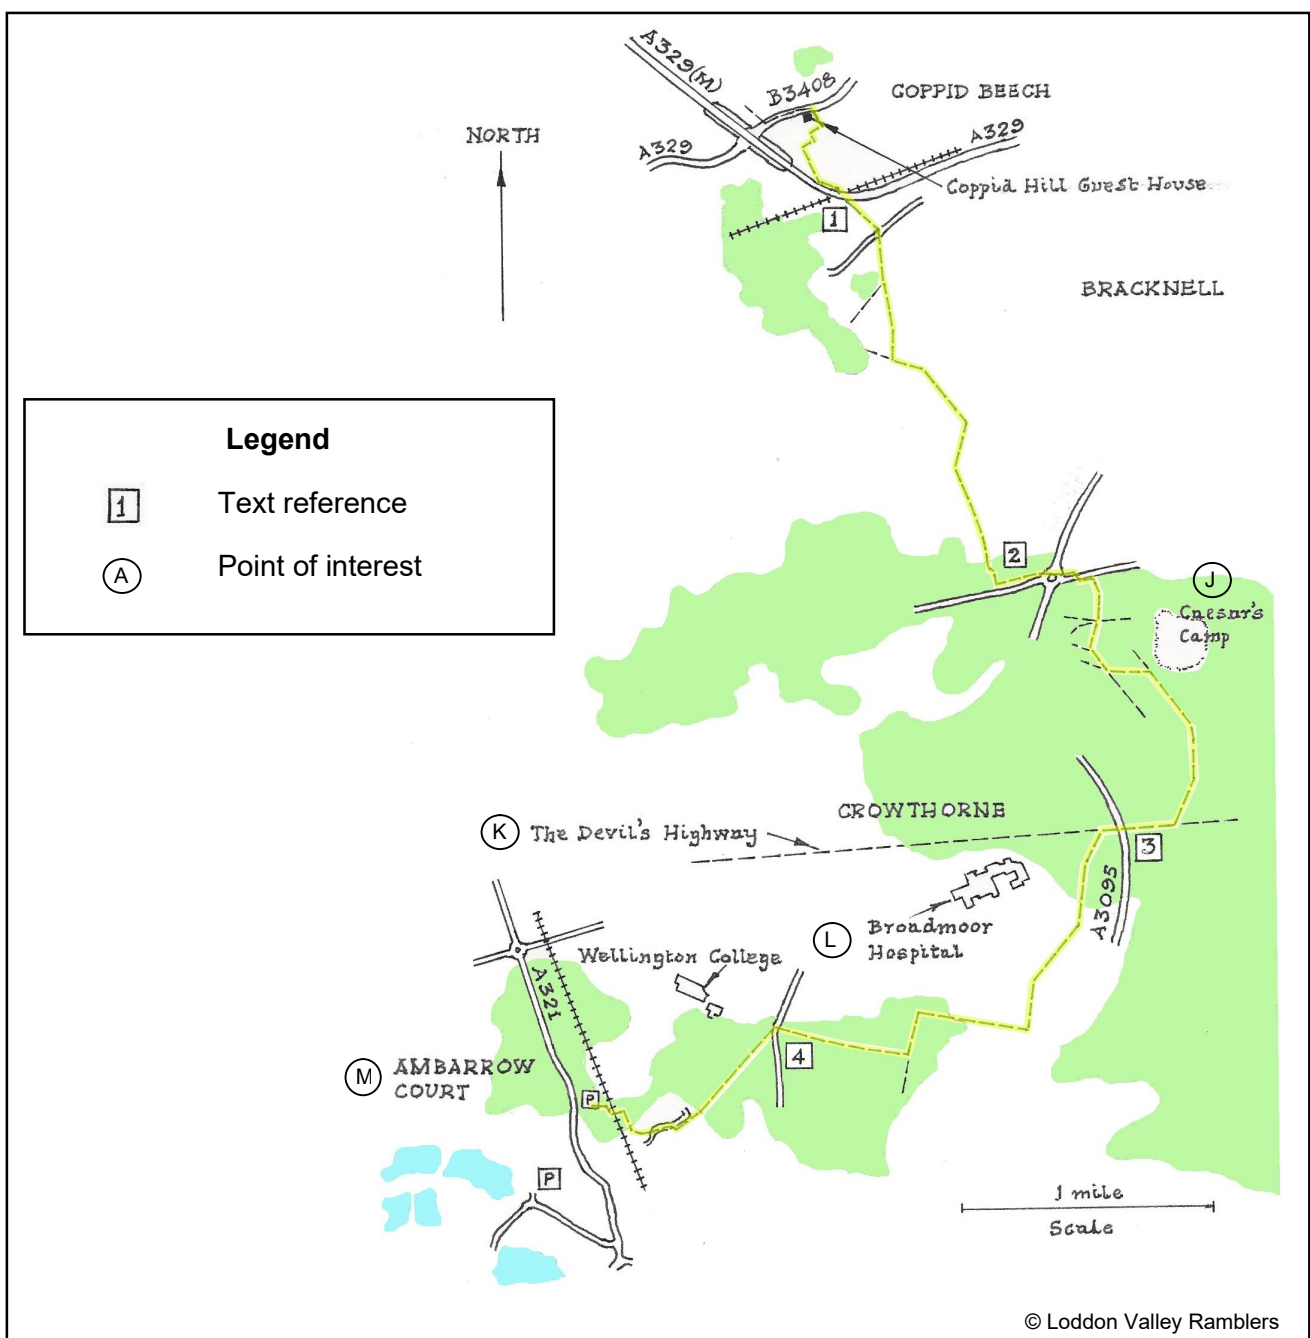 A329(M)
B3408
COPPID BEECH
NORTH
A329
A329
Coppid Hill Guest House
1
BRACKNELL
Legend
1 Text reference
A Point of interest
2
J
Caesar's
Camp
CROWTHORNE
K The Devil's Highway
3
A3095
L Broadmoor
Hospital
Wellington College
A321
4
M AMBARROW
COURT
P
P
1 mile
Scale
© Loddon Valley Ramblers